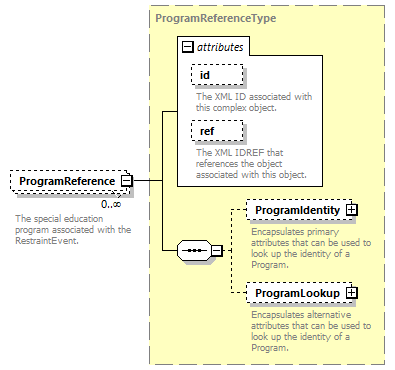 ProgramReferenceType
attributes
id
The XML ID associated with
this complex object.
ref
The XML IDREF that
references the object
associated with this object.
ProgramReference
0..∞
The special education
program associated with the
RestraintEvent.
ProgramIdentity
Encapsulates primary
attributes that can be used to
look up the identity of a
Program.
ProgramLookup
Encapsulates alternative
attributes that can be used to
look up the identity of a
Program.